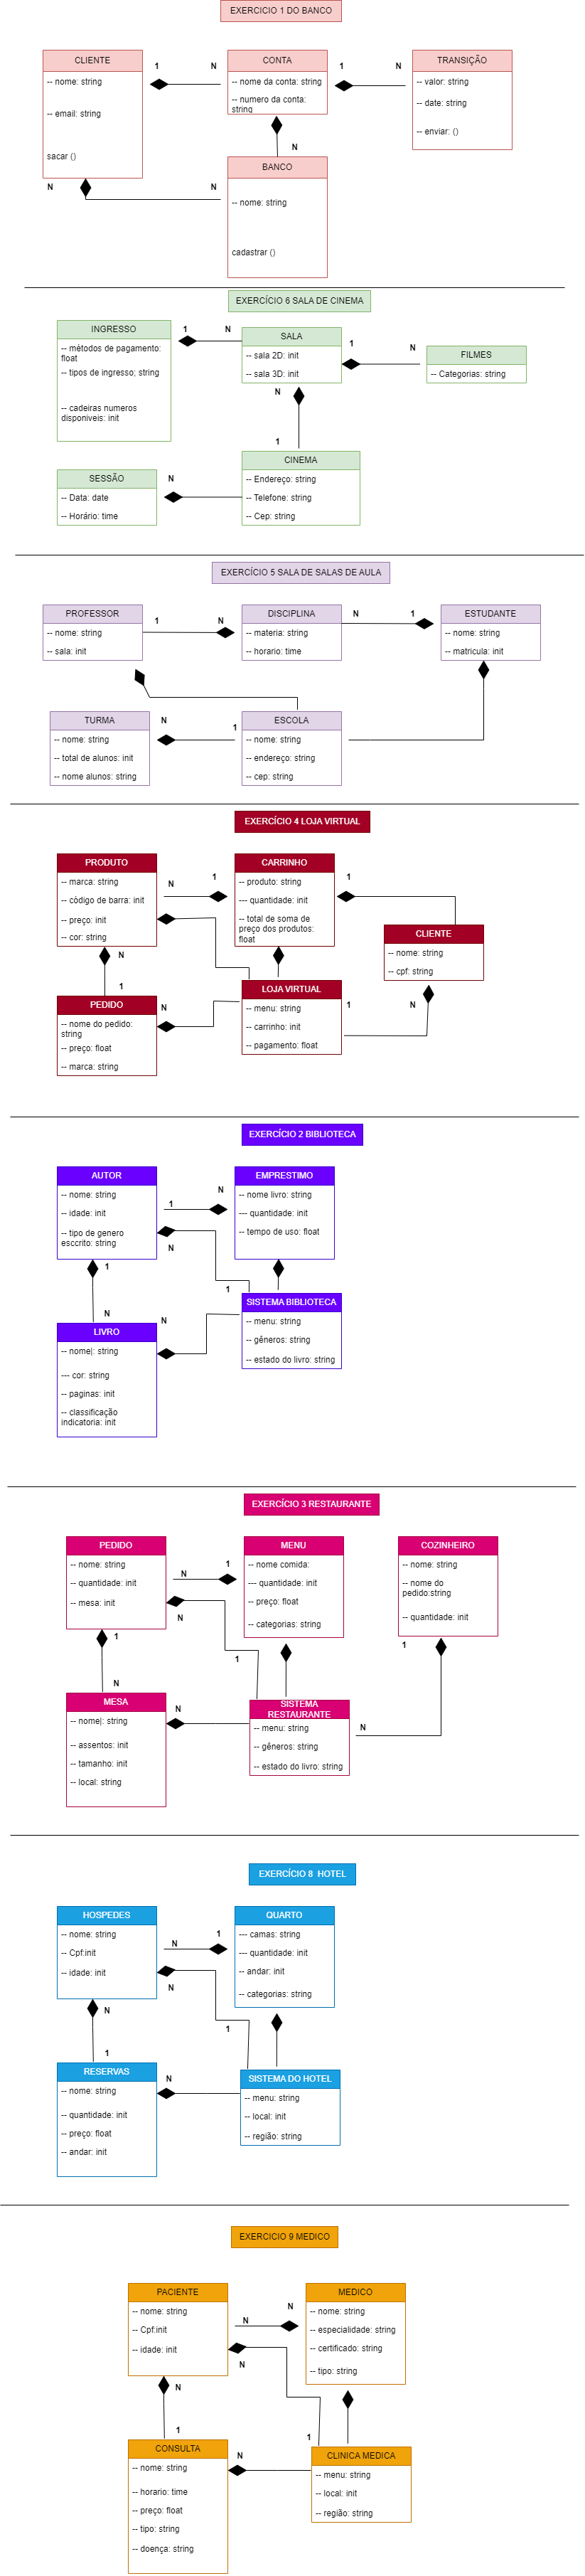 EXERCICIO 1 DO BANCO
CLIENTE
-- nome: string
-- email: string
sacar ()
1
N
CONTA
-- nome da conta: string
-- numero da conta:
string
1
N
TRANSIÇÃO
-- valor: string
-- date: string
-- enviar: ()
N
N
N
BANCO
-- nome: string
cadastrar ()
EXERCÍCIO 6 SALA DE CINEMA
INGRESSO
-- mètodos de pagamento:
float
-- tipos de ingresso; string
-- cadeiras numeros
disponiveis: init
1
N
SALA
-- sala 2D: init
-- sala 3D: init
1
N
FILMES
-- Categorias: string
N
1
SESSÃO
-- Data: date
-- Horário: time
N
CINEMA
-- Endereço: string
-- Telefone: string
-- Cep: string
EXERCÍCIO 5 SALA DE SALAS DE AULA
PROFESSOR
-- nome: string
-- sala: init
1
N
DISCIPLINA
-- materia: string
-- horario: time
N
1
ESTUDANTE
-- nome: string
-- matricula: init
TURMA
-- nome: string
-- total de alunos: init
-- nome alunos: string
N
1
ESCOLA
-- nome: string
-- endereço: string
-- cep: string
EXERCÍCIO 4 LOJA VIRTUAL
PRODUTO
-- marca: string
-- còdigo de barra: init
-- preço: init
-- cor: string
N
1
CARRINHO
-- produto: string
--- quantidade: init
-- total de soma de
preço dos produtos:
float
1
CLIENTE
-- nome: string
-- cpf: string
N
1
PEDIDO
-- nome do pedido:
string
-- preço: float
-- marca: string
N
LOJA VIRTUAL
-- menu: string
-- carrinho: init
-- pagamento: float
1
N
EXERCÍCIO 2 BIBLIOTECA
AUTOR
-- nome: string
-- idade: init
-- tipo de genero
esccrito: string
1
N
N
EMPRESTIMO
-- nome livro: string
--- quantidade: init
-- tempo de uso: float
1
N
1
LIVRO
-- nome|: string
--- cor: string
-- paginas: init
-- classificação
indicatoria: init
N
SISTEMA BIBLIOTECA
-- menu: string
-- gêneros: string
-- estado do livro: string
EXERCÍCIO 3 RESTAURANTE
PEDIDO
-- nome: string
-- quantidade: init
-- mesa: init
N
1
N
MENU
-- nome comida:
--- quantidade: init
-- preço: float
-- categorias: string
COZINHEIRO
-- nome: string
-- nome do
pedido:string
-- quantidade: init
1
N
1
1
N
MESA
-- nome|: string
-- assentos: init
-- tamanho: init
-- local: string
N
SISTEMA
RESTAURANTE
-- menu: string
-- gêneros: string
-- estado do livro: string
EXERCÍCIO 8  HOTEL
HOSPEDES
-- nome: string
-- Cpf:init
-- idade: init
N
1
N
QUARTO
--- camas: string
--- quantidade: init
-- andar: init
-- categorias: string
N
1
1
RESERVAS
-- nome: string
-- quantidade: init
-- preço: float
-- andar: init
N
SISTEMA DO HOTEL
-- menu: string
-- local: init
-- região: string
EXERCICIO 9 MEDICO
PACIENTE
-- nome: string
-- Cpf:init
-- idade: init
N
N
N
MEDICO
-- nome: string
-- especialidade: string
-- certificado: string
-- tipo: string
N
1
1
CONSULTA
-- nome: string
-- horario: time
-- preço: float
-- tipo: string
-- doença: string
N
CLINICA MEDICA
-- menu: string
-- local: init
-- região: string